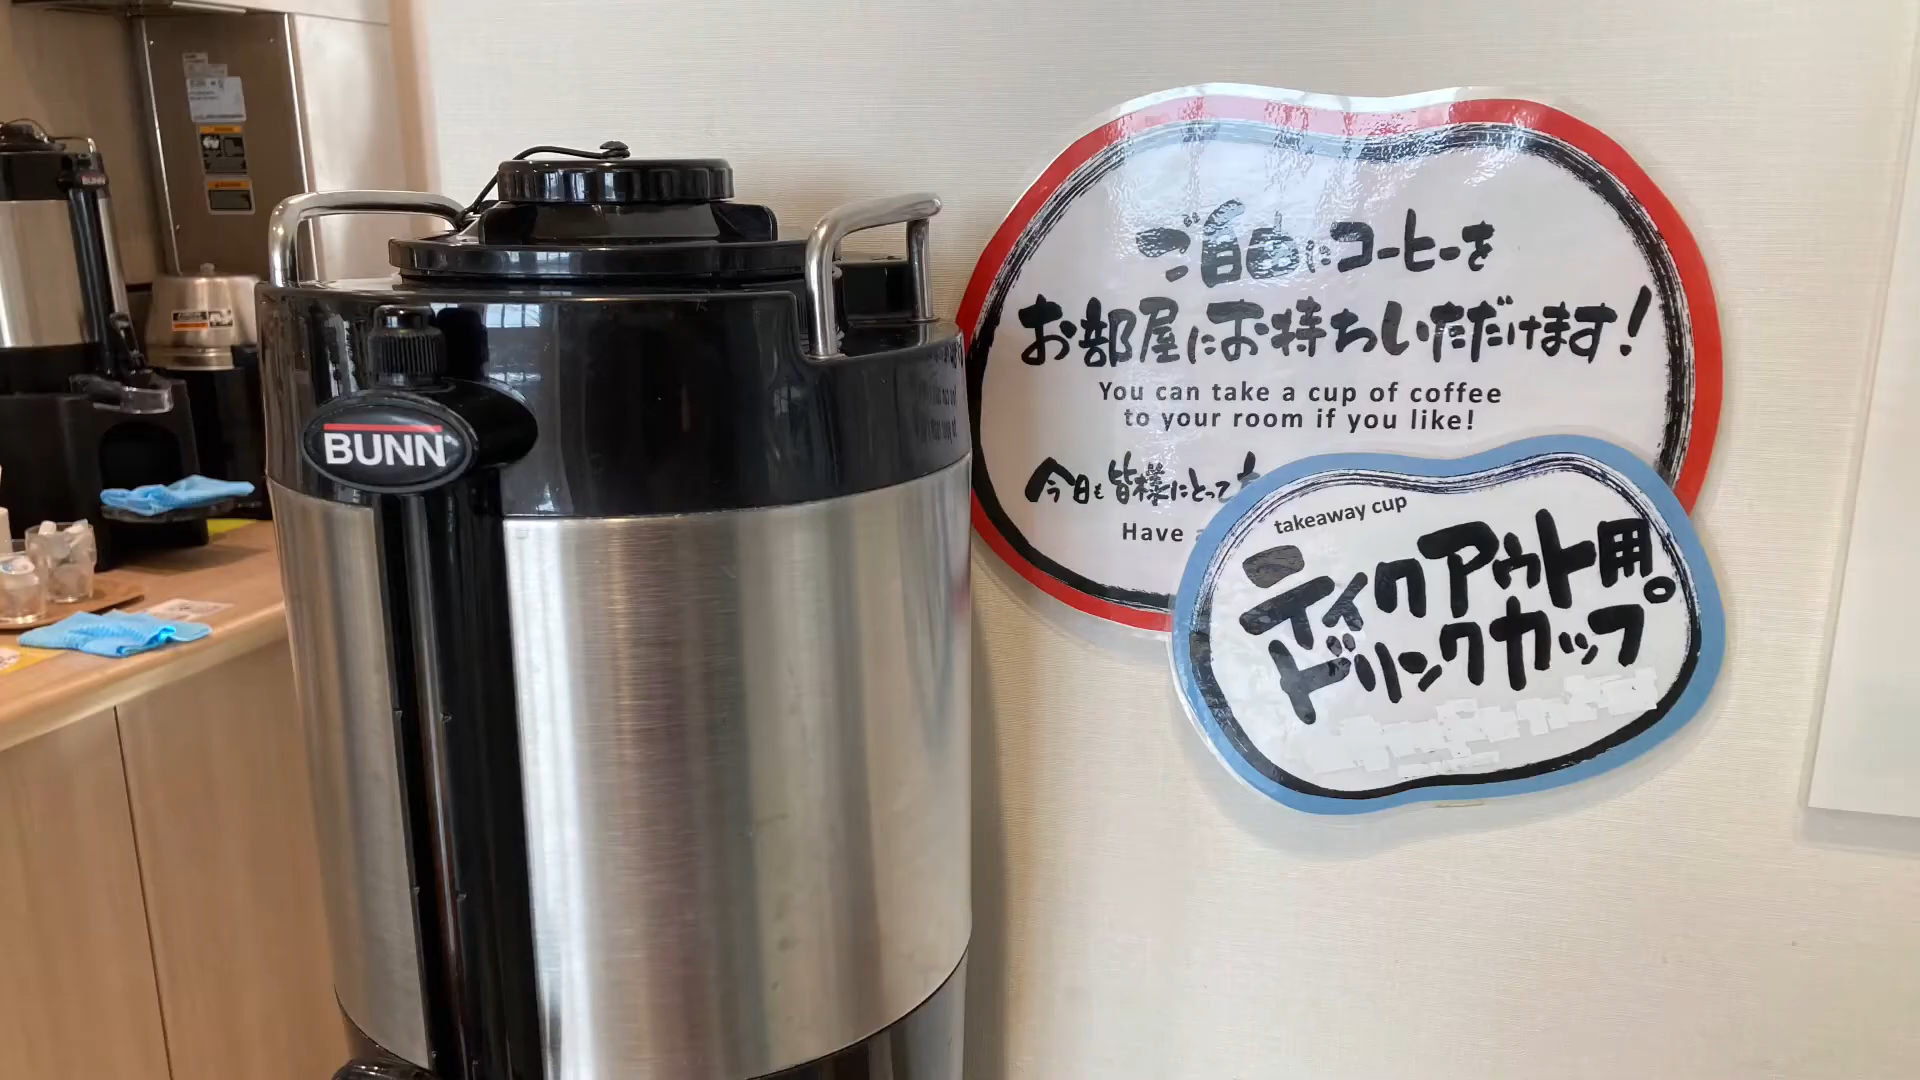 BUNN
ご自由にコーヒーを
お部屋にお持ちいただけます!
You can take a cup of coffee
to your room if you like!
今日も皆様にとって
Have a
takeaway cup
テイクアウト用。
ドリンクカップ